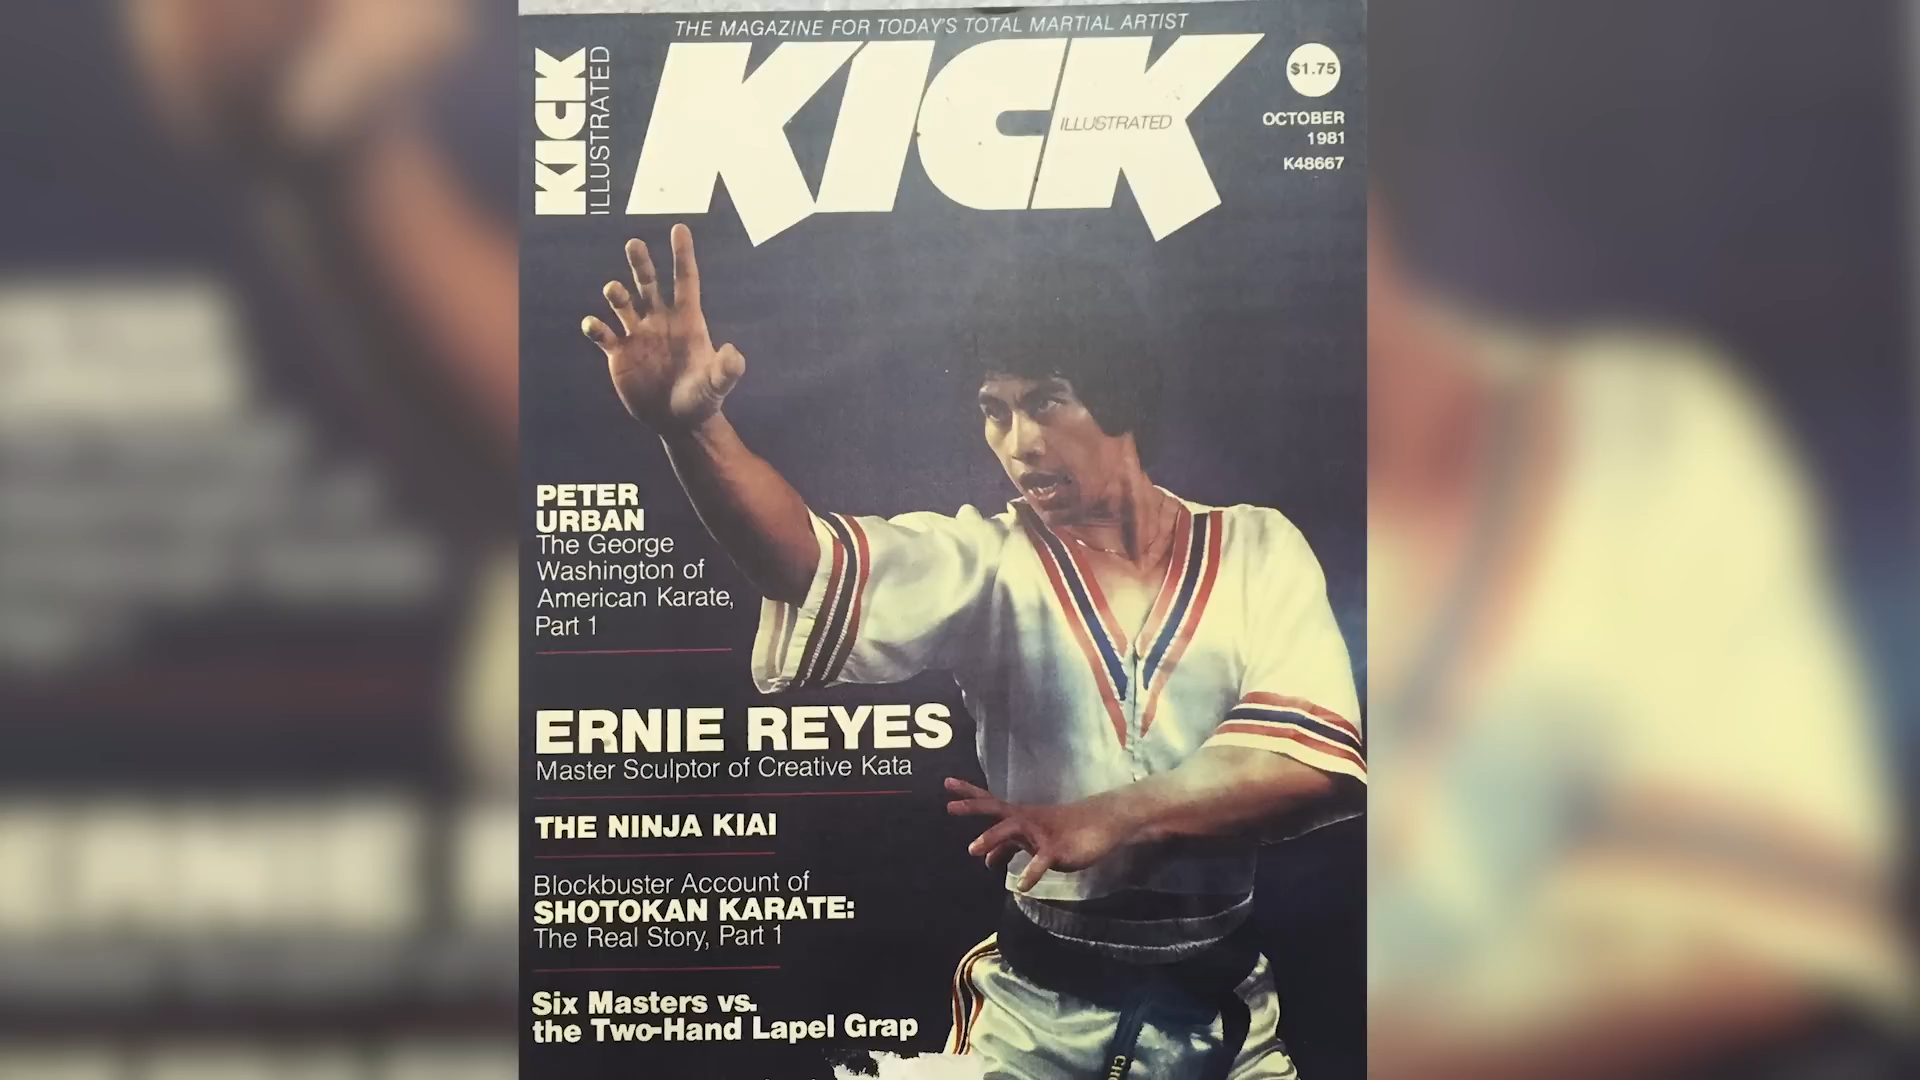 THE MAGAZINE FOR TODAY'S TOTAL MARTIAL ARTIST
KICK
ILLUSTRATED
KICK
ILLUSTRATED
$1.75
OCTOBER
1981
K48667
PETER
URBAN
The George
Washington of
American Karate,
Part 1
ERNIE REYES
Master Sculptor of Creative Kata
THE NINJA KIAI
Blockbuster Account of
SHOTOKAN KARATE:
The Real Story, Part 1
Six Masters vs.
the Two-Hand Lapel Grap